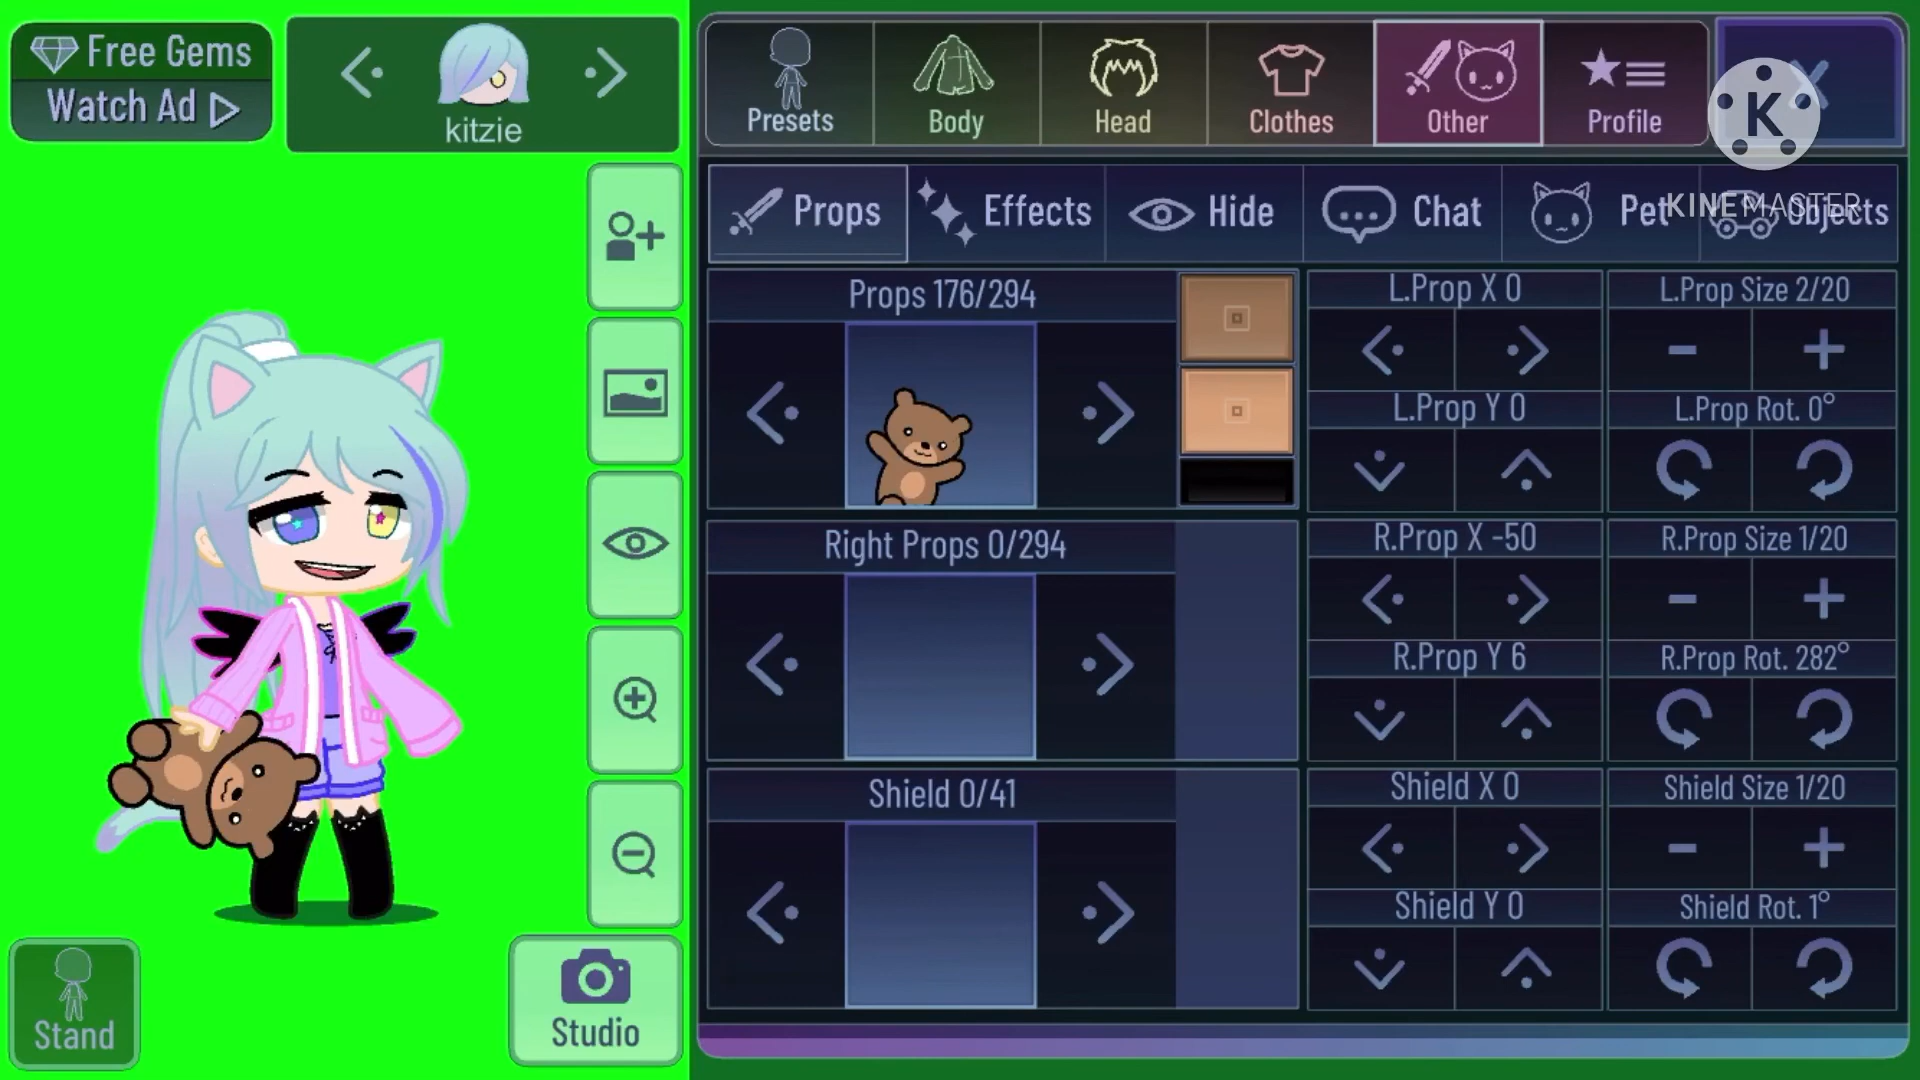 Free Gems
Watch Ad
kitzie
Presets
Body
Head
Clothes
Other
Profile
K
KINEMASTER
Props
Effects
Hide
Chat
Pet
Objects
Props 176/294
L.Prop X 0
L.Prop Size 2/20
L.Prop Y 0
L.Prop Rot. 0°
Right Props 0/294
R.Prop X -50
R.Prop Size 1/20
R.Prop Y 6
R.Prop Rot. 282°
Shield 0/41
Shield X 0
Shield Size 1/20
Shield Y 0
Shield Rot. 1°
Stand
Studio